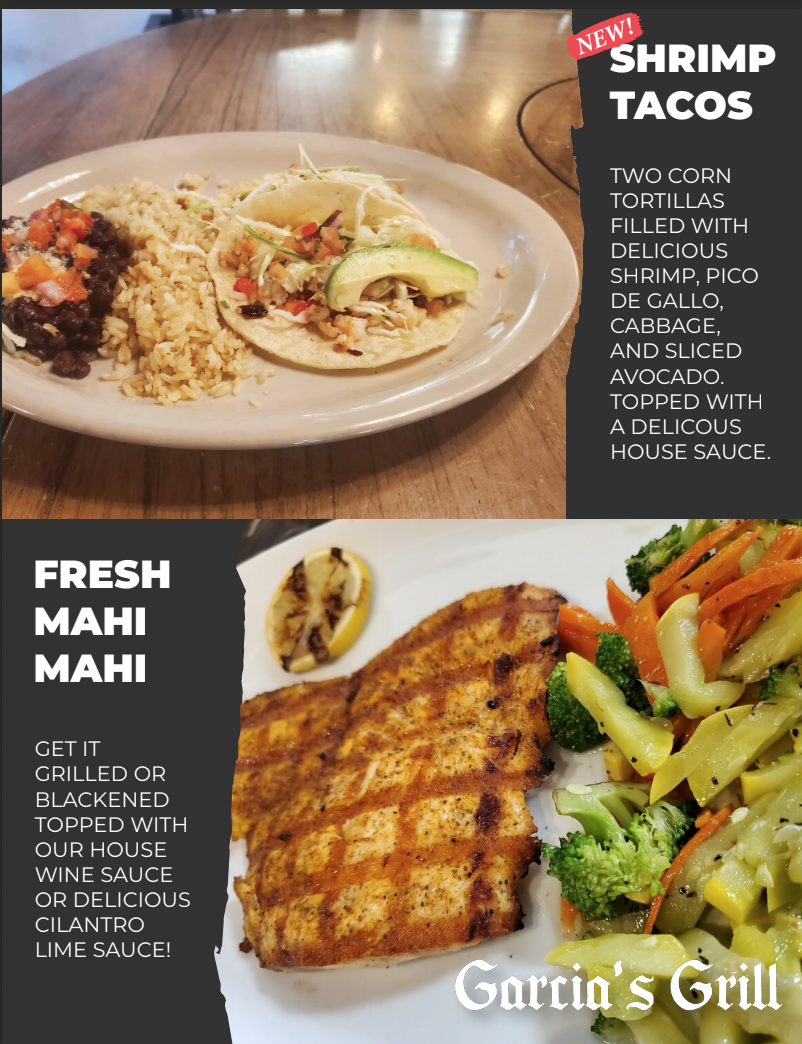 NEW!
SHRIMP
TACOS
TWO CORN
TORTILLAS
FILLED WITH
DELICIOUS
SHRIMP, PICO
DE GALLO,
CABBAGE,
AND SLICED
AVOCADO.
TOPPED WITH
A DELICOUS
HOUSE SAUCE.
FRESH
MAHI
MAHI
GET IT
GRILLED OR
BLACKENED
TOPPED WITH
OUR HOUSE
WINE SAUCE
OR DELICIOUS
CILANTRO
LIME SAUCE!
Garcia's Grill